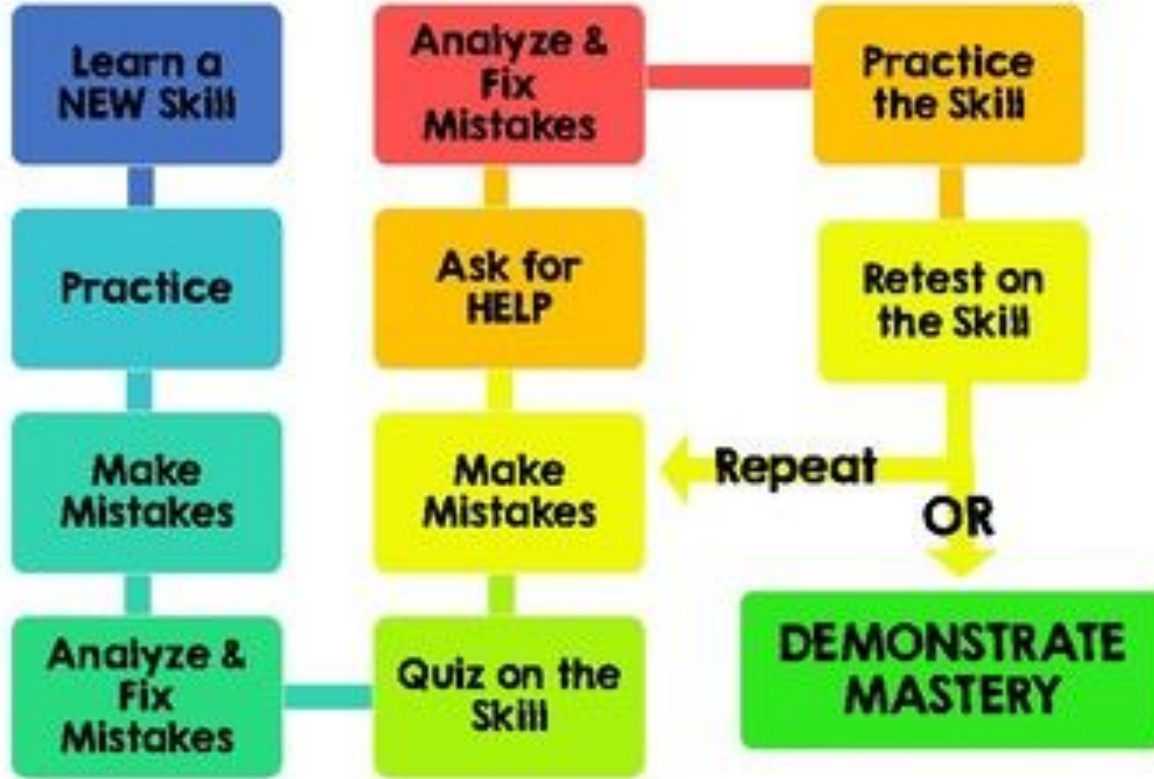 Learn a
NEW Skill
Practice
Make
Mistakes
Analyze &
Fix
Mistakes
Quiz on the
Skill
Make
Mistakes
Ask for
HELP
Analyze &
Fix
Mistakes
Practice
the Skill
Retest on
the Skill
Repeat
OR
DEMONSTRATE
MASTERY